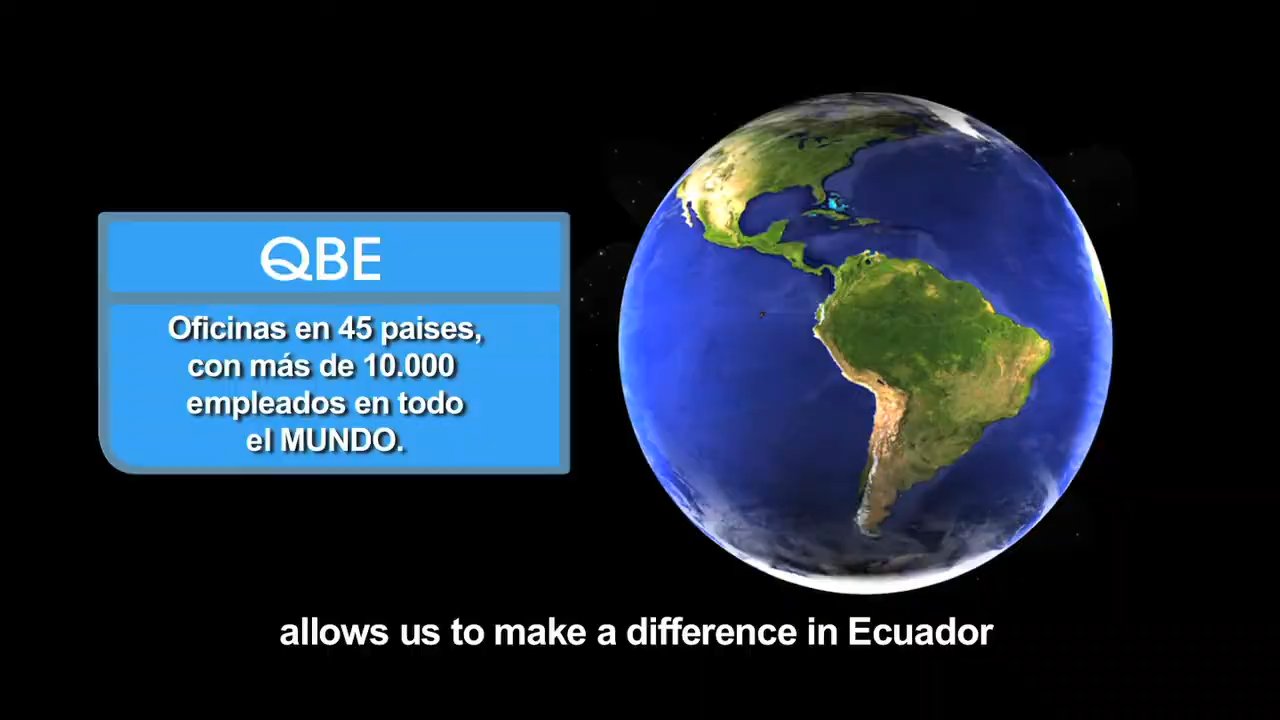 QBE
Oficinas en 45 paises,
con más de 10.000
empleados en todo
el MUNDO.
allows us to make a difference in Ecuador